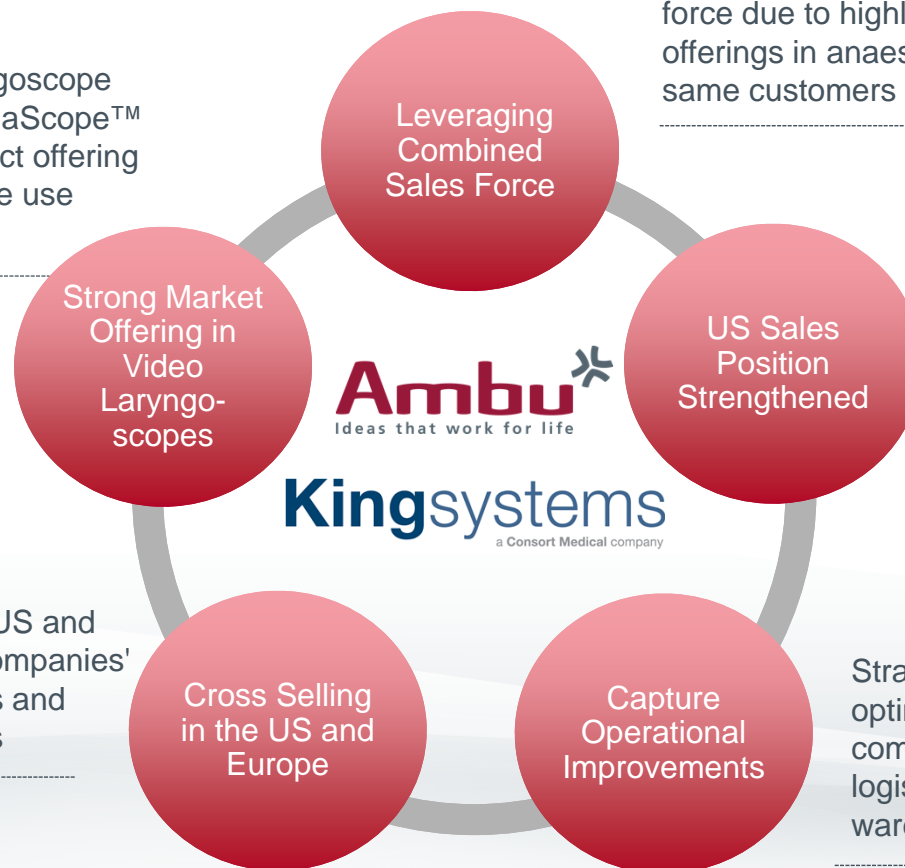 force due to highl
offerings in anaes
same customers
goscope
aScope™
ct offering
e use
Leveraging
Combined
Sales Force
Strong Market
Offering in
Video
Laryngo-
scopes
US Sales
Position
Strengthened
Ambu
Ideas that work for life
Kingsystems
a Consort Medical company
US and
ompanies'
s and
s
Cross Selling
in the US and
Europe
Capture
Operational
Improvements
Stra
optin
com
logis
ware